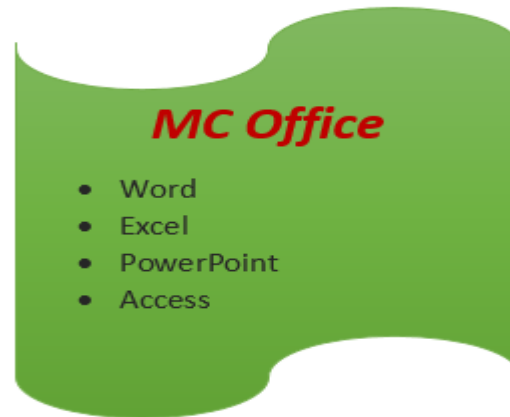 MC Office
• Word
• Excel
• PowerPoint
• Access